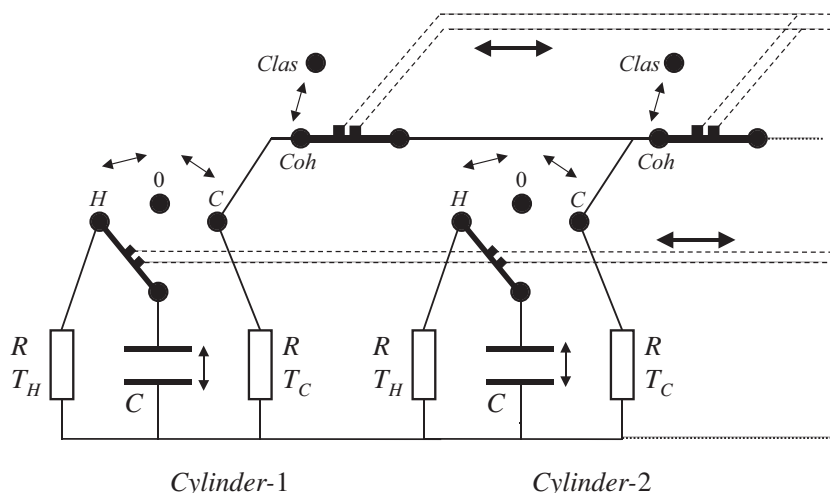 Clas Clas
Coh Coh
0 0
H C H C
R R R R
T_H T_C T_H T_C
C C
Cylinder-1 Cylinder-2